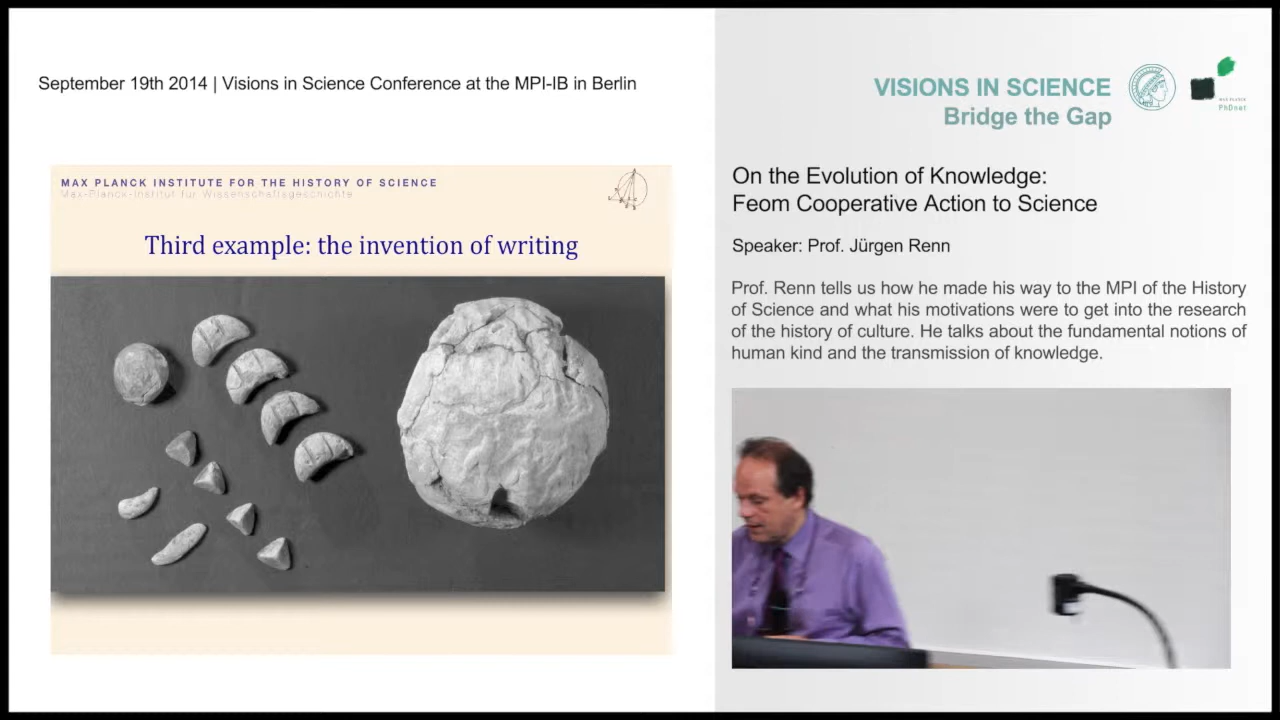 September 19th 2014 | Visions in Science Conference at the MPI-IB in Berlin
VISIONS IN SCIENCE
Bridge the Gap
MAX PLANCK
PhDnet
MAX PLANCK INSTITUTE FOR THE HISTORY OF SCIENCE
Max-Planck-Institut für Wissenschaftsgeschichte
Third example: the invention of writing
On the Evolution of Knowledge:
Feom Cooperative Action to Science
Speaker: Prof. Jürgen Renn
Prof. Renn tells us how he made his way to the MPI of the History
of Science and what his motivations were to get into the research
of the history of culture. He talks about the fundamental notions of
human kind and the transmission of knowledge.